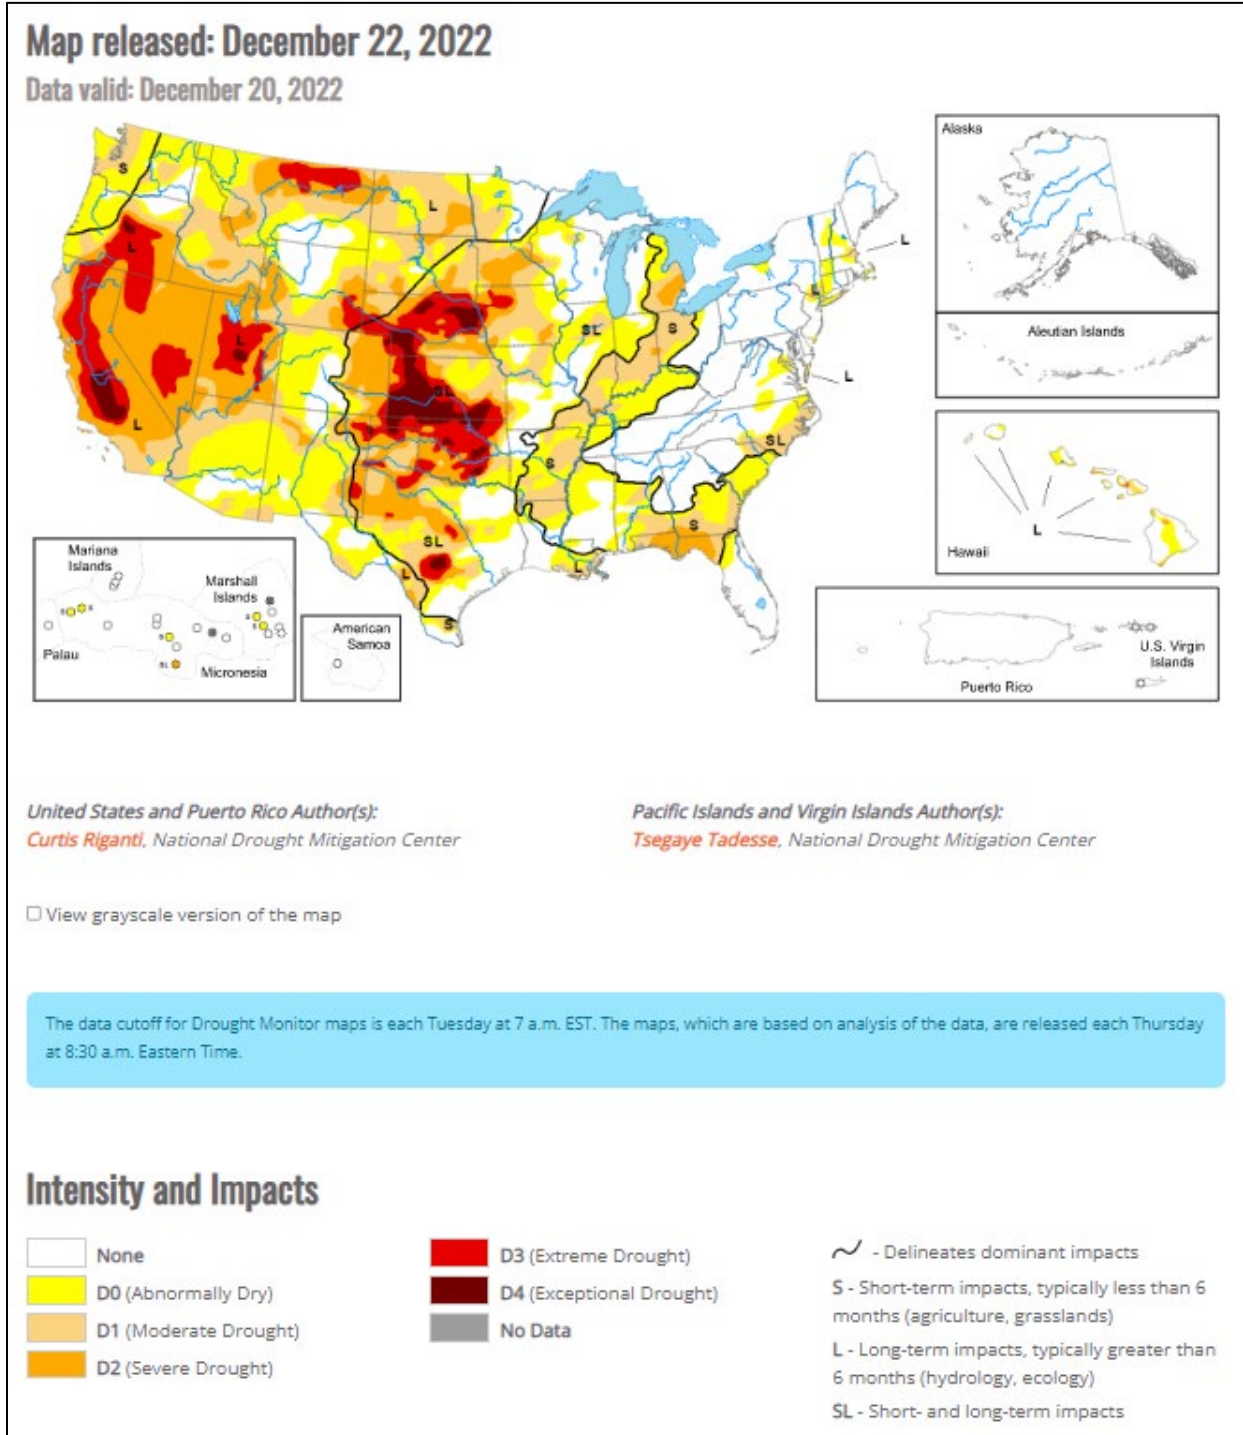 Map released: December 22, 2022
Data valid: December 20, 2022
Alaska
Aleutian Islands
Hawaii
L
Puerto Rico
U.S. Virgin
Islands
Mariana
Islands
Marshall
Islands
Palau
Micronesia
S
S
S
S
S
SL
American
Samoa
S
L
L
L
L
L
SL
SL
S
SL
S
S
SL
L
S
L
L
L
L
United States and Puerto Rico Author(s):
Curtis Riganti, National Drought Mitigation Center
Pacific Islands and Virgin Islands Author(s):
Tsegaye Tadesse, National Drought Mitigation Center
View grayscale version of the map
The data cutoff for Drought Monitor maps is each Tuesday at 7 a.m. EST. The maps, which are based on analysis of the data, are released each Thursday
at 8:30 a.m. Eastern Time.
Intensity and Impacts
None
D0 (Abnormally Dry)
D1 (Moderate Drought)
D2 (Severe Drought)
D3 (Extreme Drought)
D4 (Exceptional Drought)
No Data
- Delineates dominant impacts
S - Short-term impacts, typically less than 6
months (agriculture, grasslands)
L - Long-term impacts, typically greater than
6 months (hydrology, ecology)
SL - Short- and long-term impacts